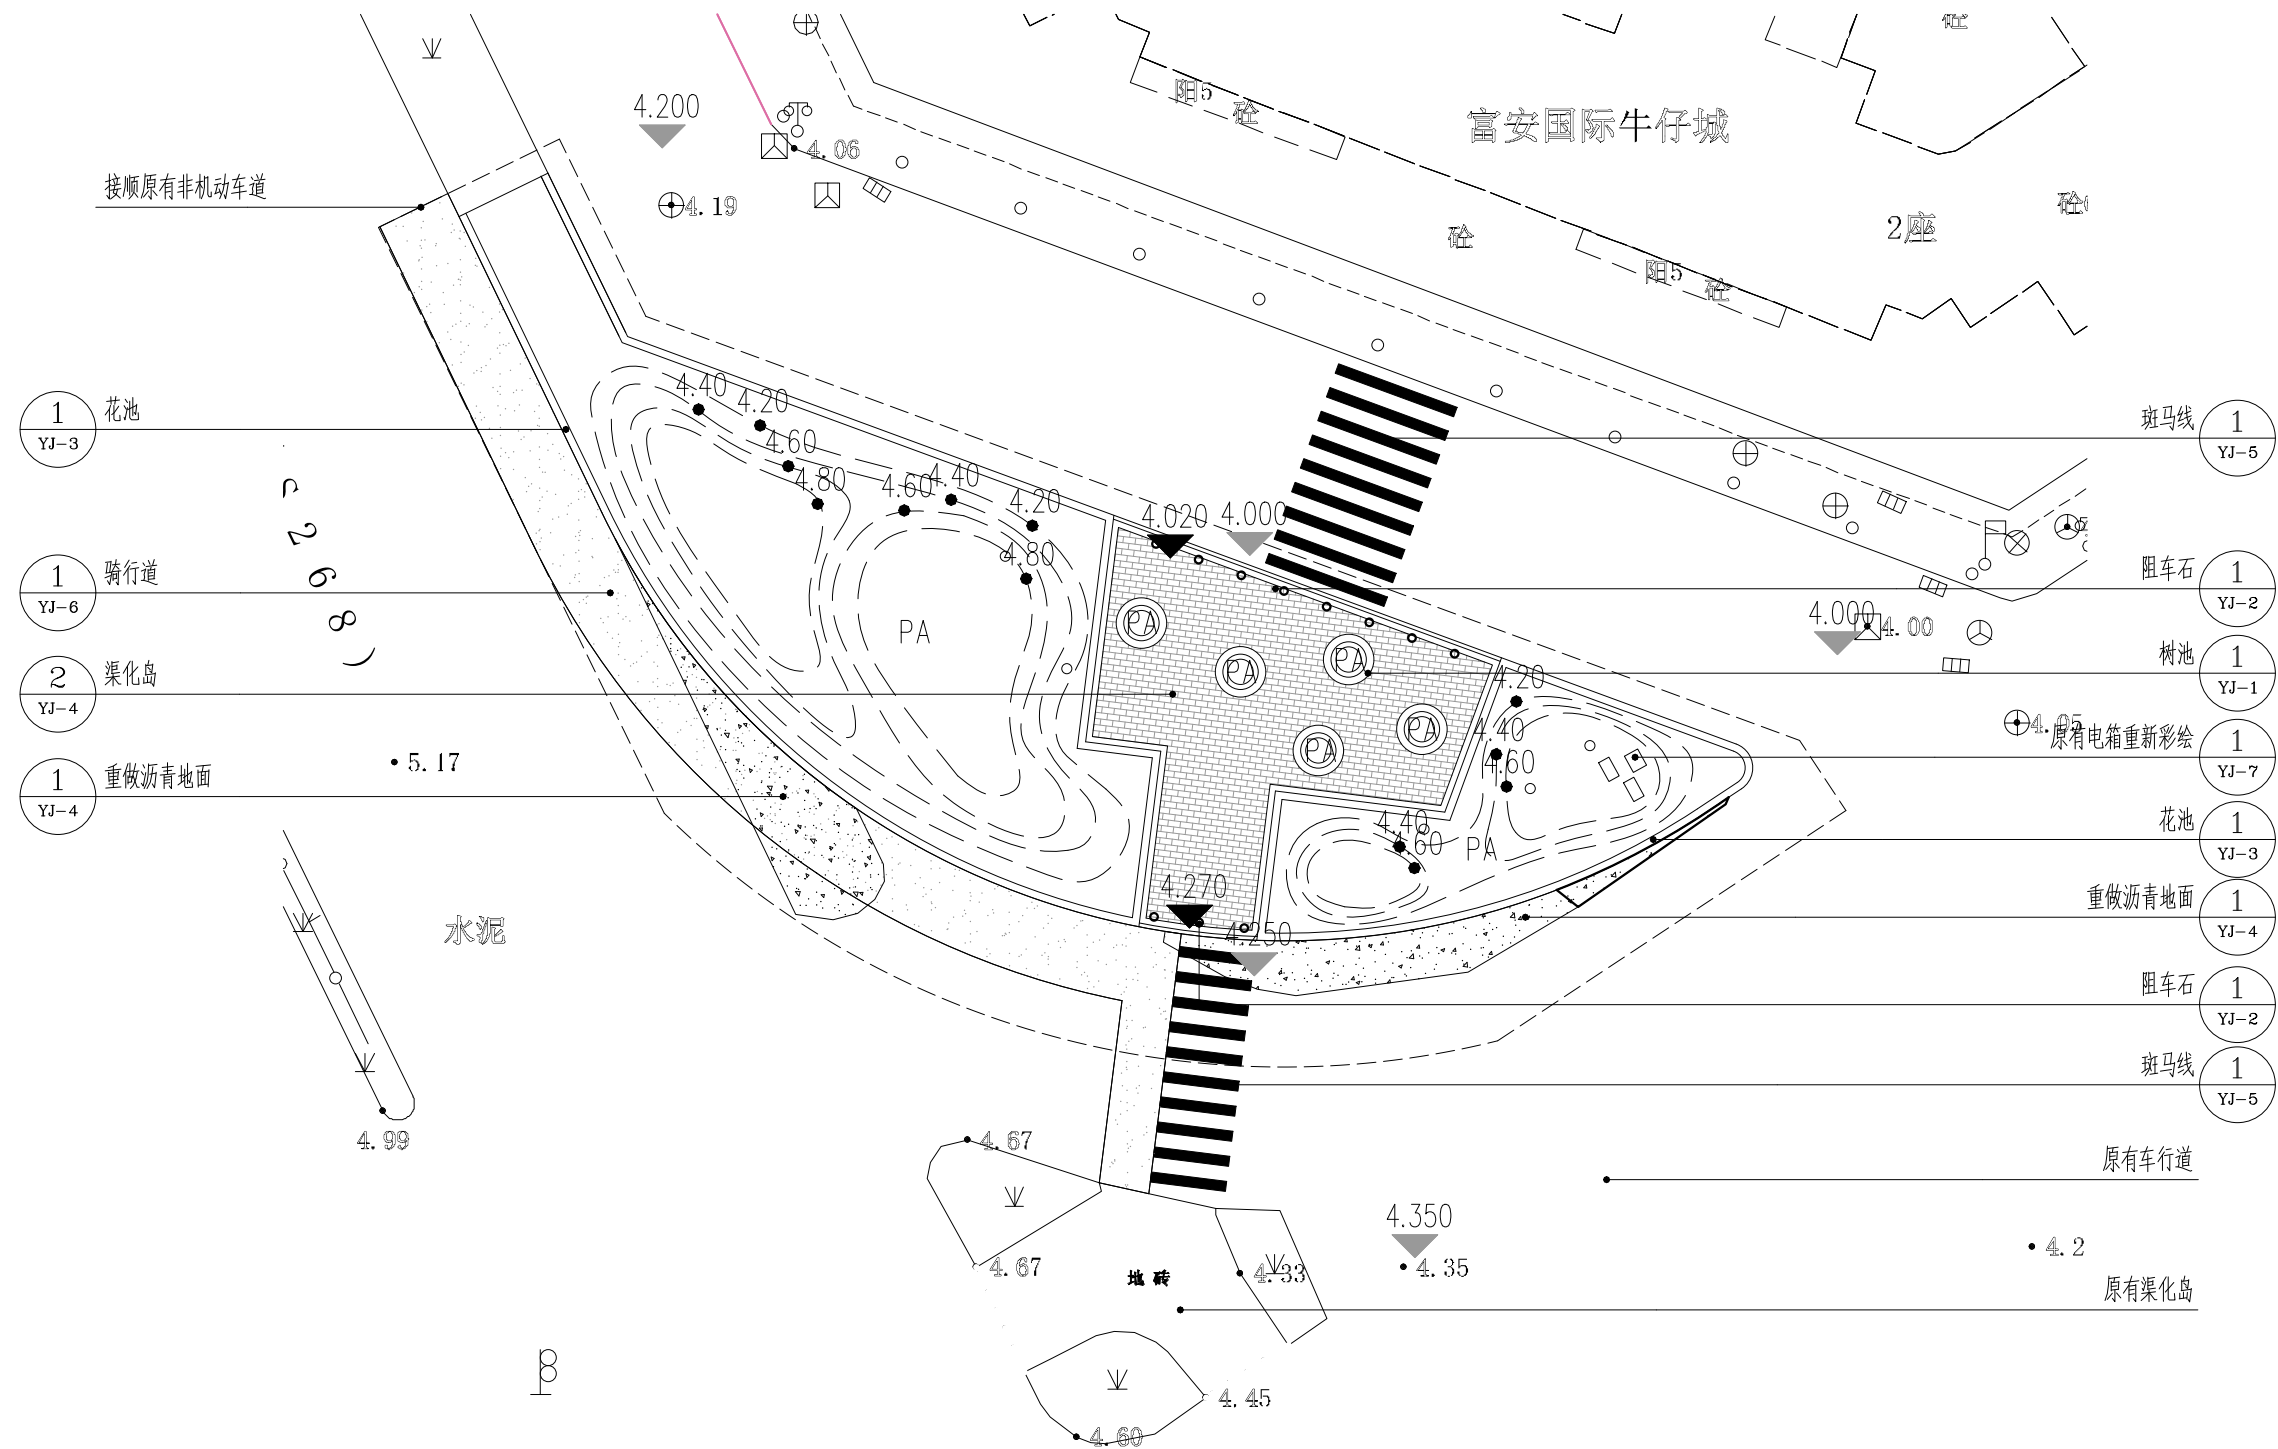 砼
阳5
砼
4.200
富安国际牛仔城
4.06
接顺原有非机动车道
4.19
砼
2座
阳5
砼
4.40
4.20
1
YJ-3
花池
斑马线
1
YJ-5
4.60
4.80
4.60
4.40
4.20
4.020
4.000
c268)
4.80
1
YJ-6
骑行道
阻车石
1
YJ-2
4.000
4.00
PA
PA
PA
PA
2
YJ-4
渠化岛
树池
1
YJ-1
4.20
4.05
PA
PA
4.40
原有电箱重新彩绘
1
YJ-7
5.17
4.60
1
YJ-4
重做沥青地面
花池
1
YJ-3
4.40
4.60
PA
4.270
重做沥青地面
1
YJ-4
水泥
4.250
阻车石
1
YJ-2
斑马线
1
YJ-5
4.99
4.67
原有车行道
4.350
4.2
4.67
地砖
4.33
4.35
原有渠化岛
4.45
4.60